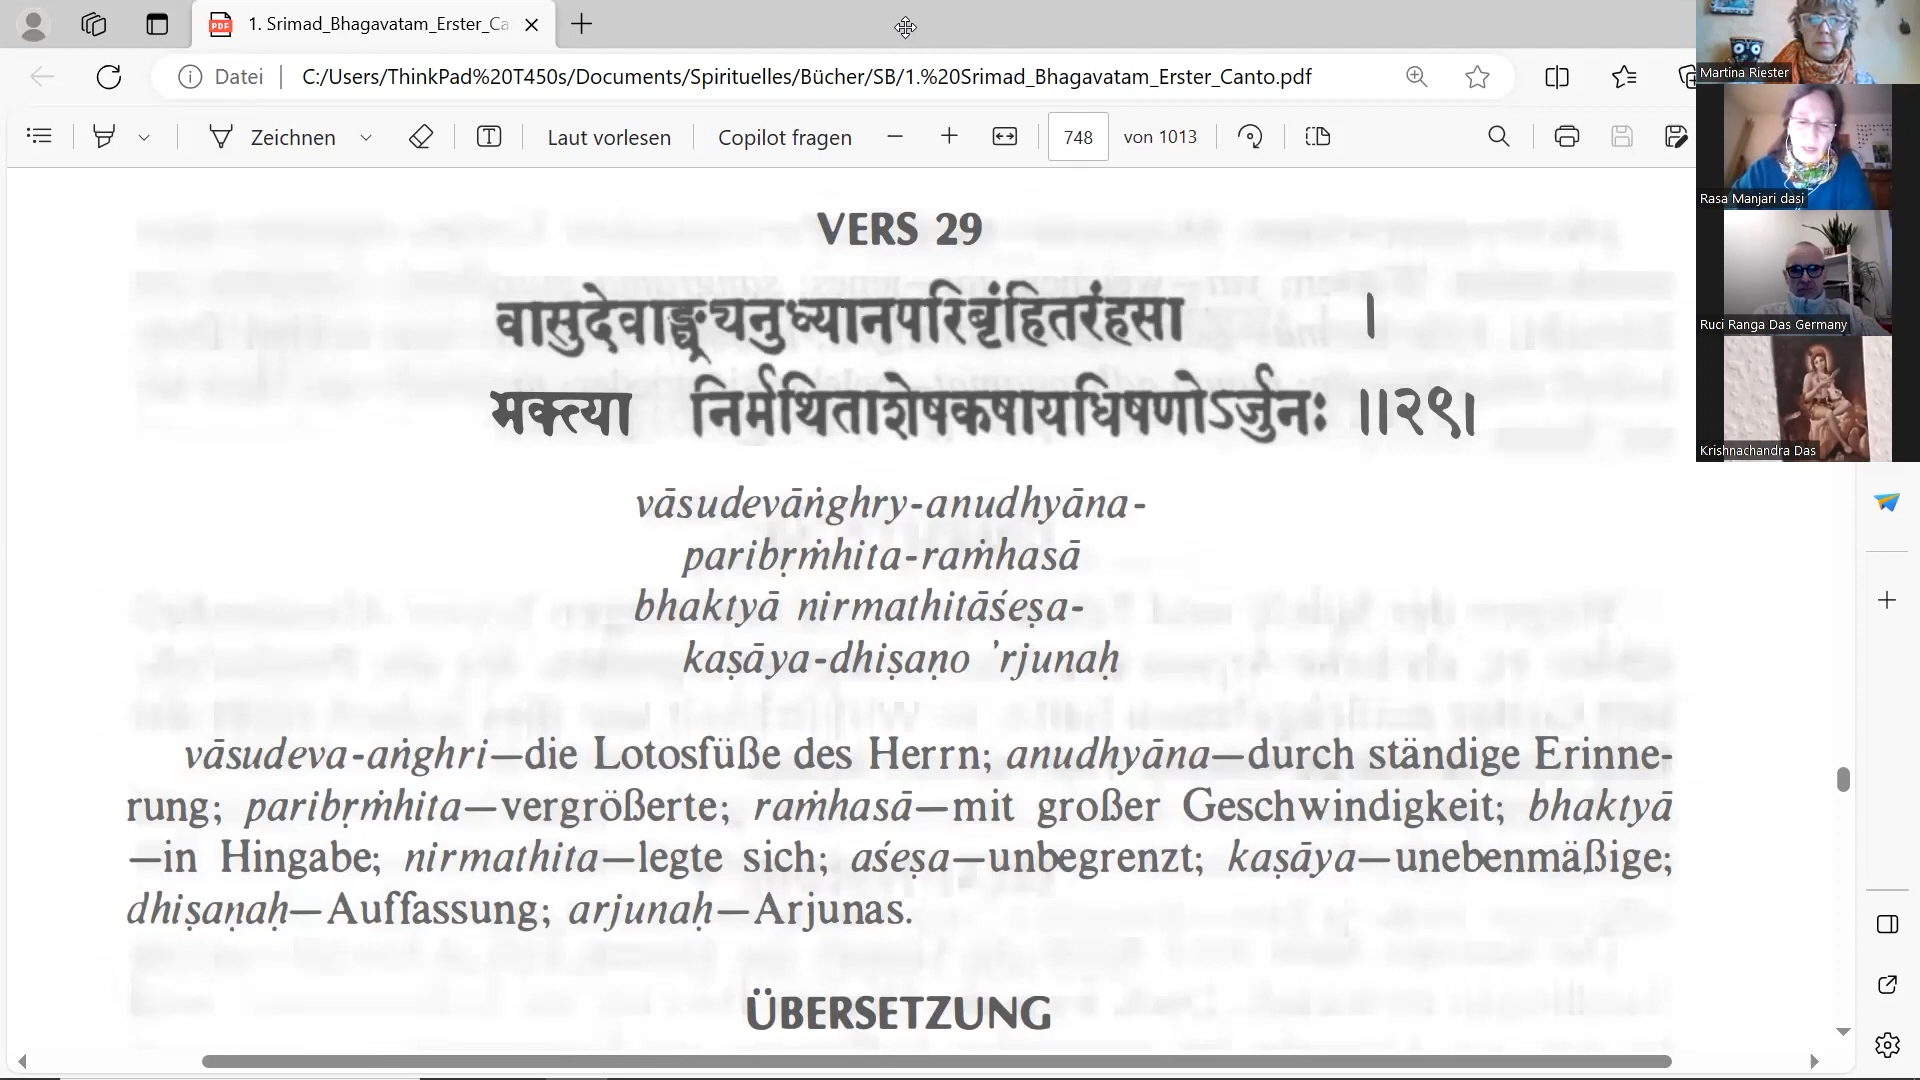 1. Srimad_Bhagavatam_Erster_Ca
Datei
C:/Users/ThinkPad%20T450s/Documents/Spirituelles/Bücher/SB/1.%20Srimad_Bhagavatam_Erster_Canto.pdf
Zeichnen
Laut vorlesen
Copilot fragen
748
von 1013
Martina Riester
Rasa Manjari dasi
Ruci Ranga Das Germany
Krishnachandra Das
VERS 29
वासुदेवाङ्घ्र्यनुध्यानपरिबृंहितरंहसा ।
भक्त्या निर्मथिताशेषकषायधिषणोऽर्जुनः ॥२९।
vāsudevāṅghry-anudhyāna-
paribṛṁhita-raṁhasā
bhaktyā nirmathitāśeṣa-
kaṣāya-dhiṣaṇo 'rjunaḥ
vāsudeva-aṅghri—die Lotosfüße des Herrn; anudhyāna—durch ständige Erinne-
rung; paribṛṁhita—vergrößerte; raṁhasā—mit großer Geschwindigkeit; bhaktyā
—in Hingabe; nirmathita—legte sich; aśeṣa—unbegrenzt; kaṣāya—unebenmäßige;
dhiṣaṇaḥ—Auffassung; arjunaḥ—Arjunas.
ÜBERSETZUNG